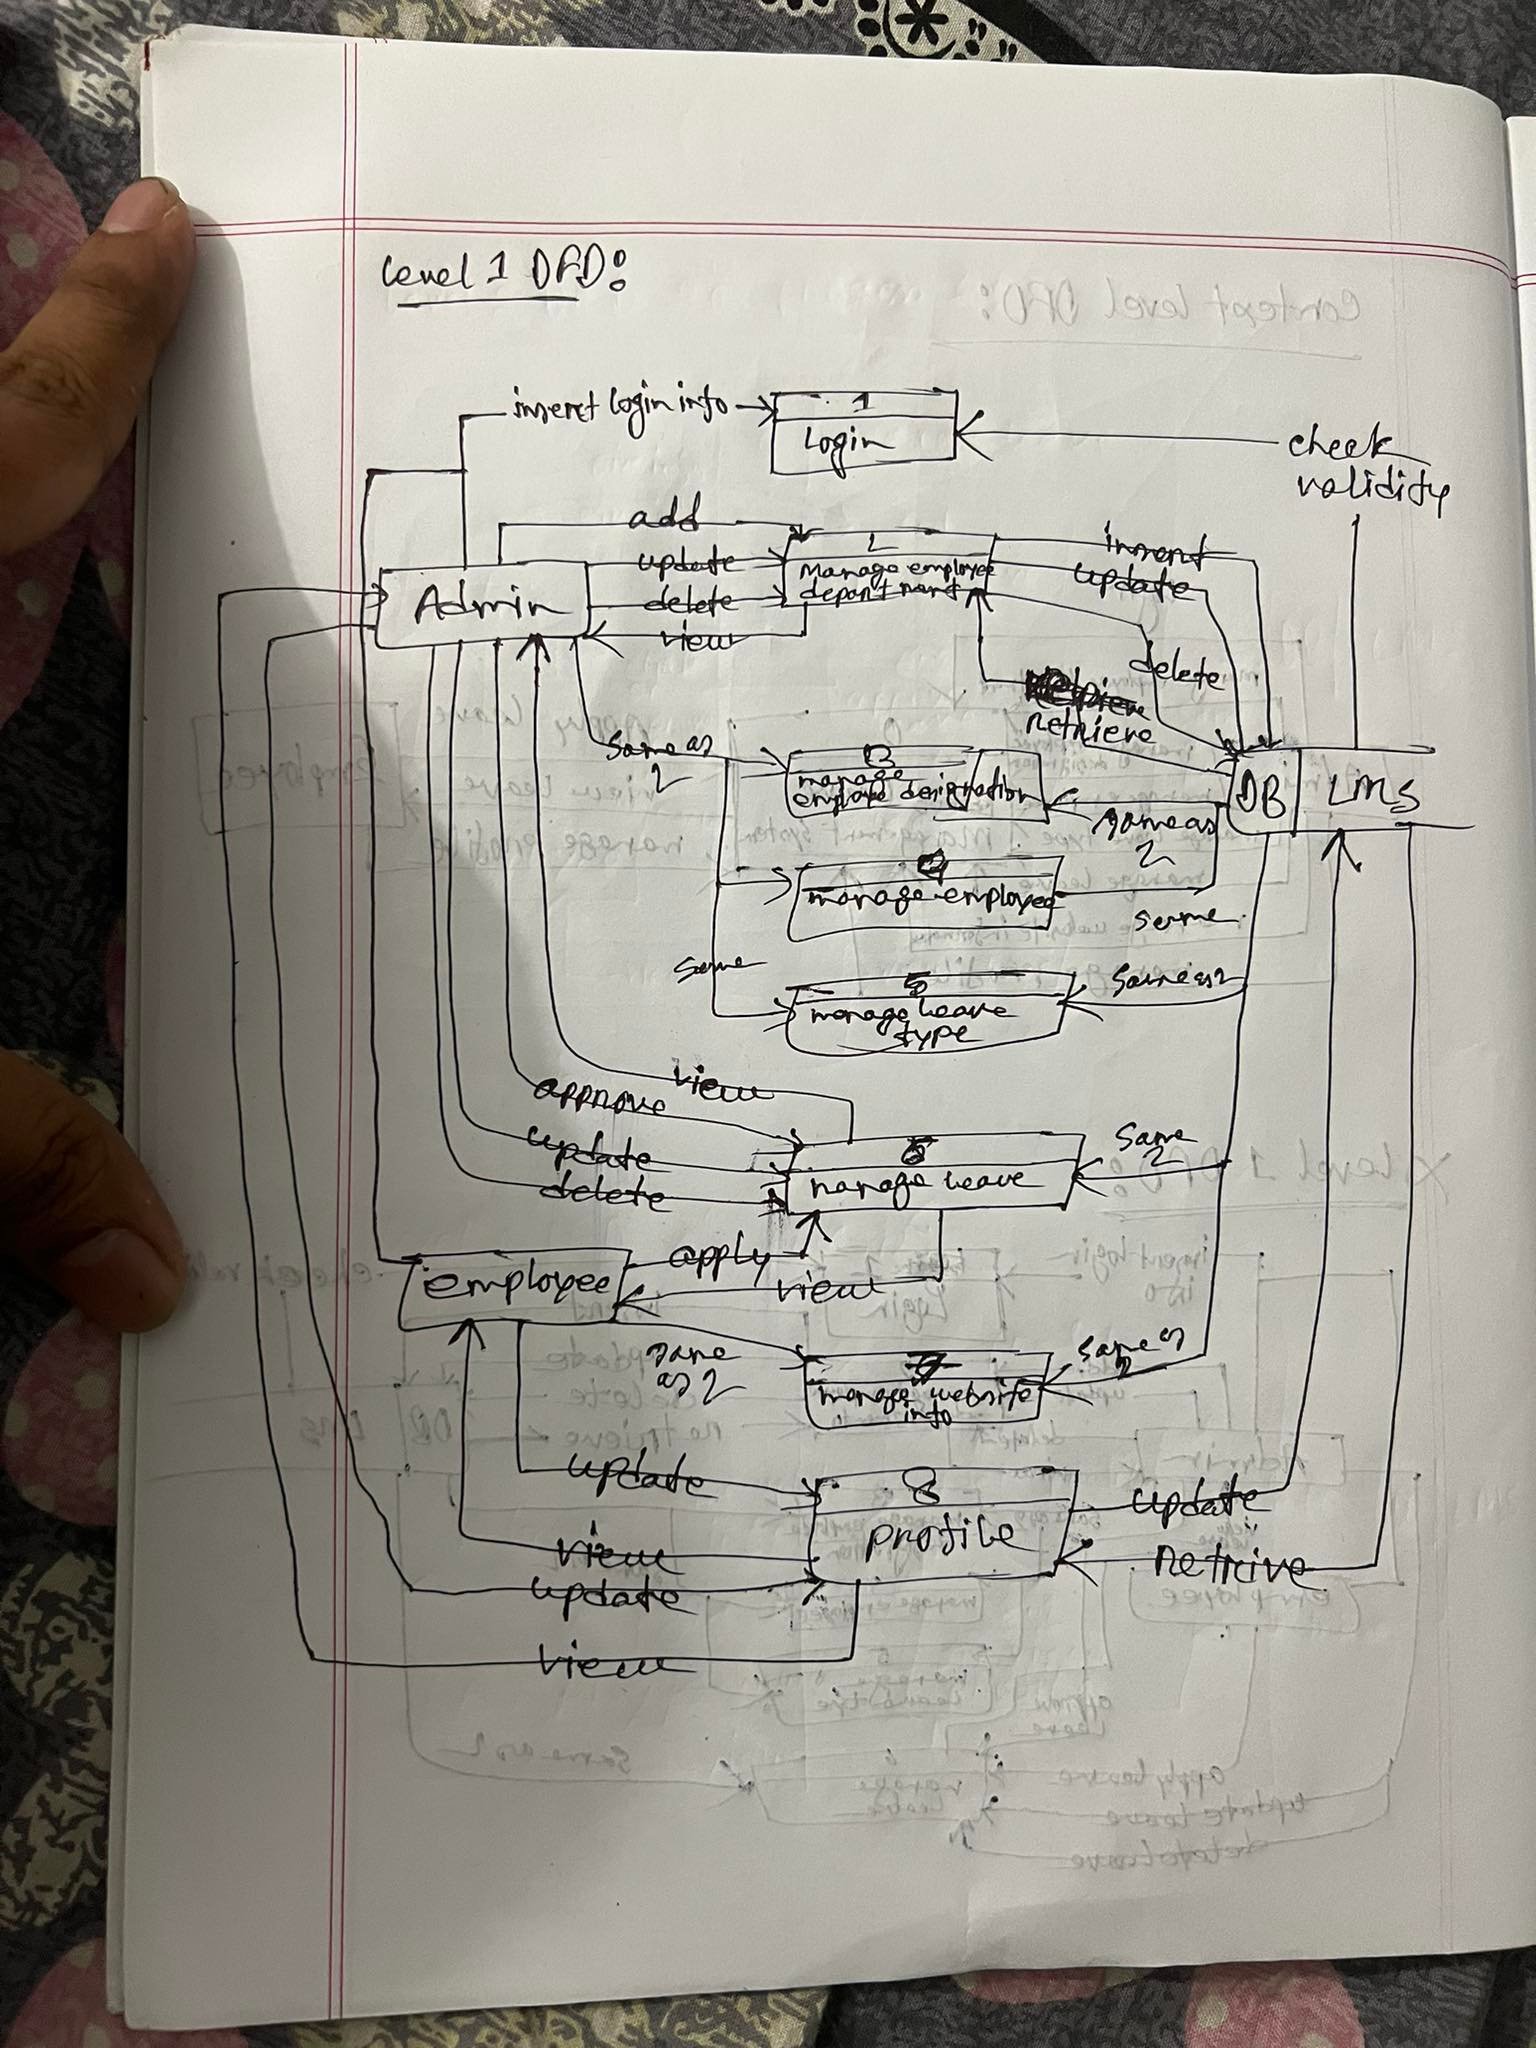 Level 1 DFD:
insert login info
1
Login
check
validity
add
update
delete
view
Admin
2
Manage employee
department
insert
update
delete
retrieve
same as
2
3
manage
employee designation
same as
2
DB
LMS
4
manage employee
same
same
5
manage leave
type
same as 2
view
approve
update
delete
6
manage leave
same
2
employee
apply
view
same
as 2
7
manage website
info
same as
2
update
view
update
view
8
profile
update
retrive